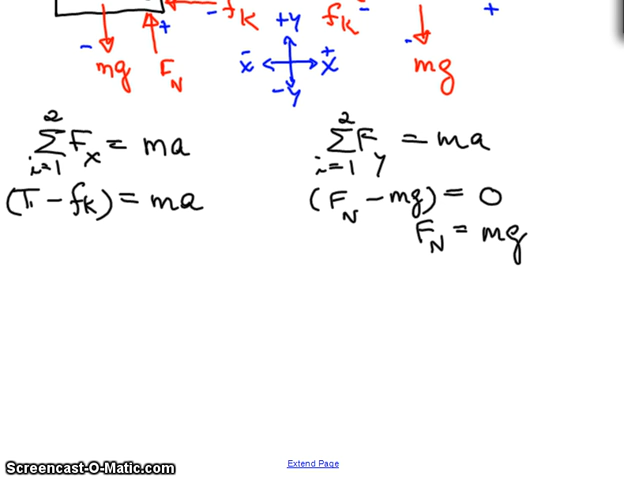 - fk +y fk - +
- + -
mg FN -x +x mg
-y
2∑i=1 Fx = ma
2∑i=1 Fy = ma
(T - fk) = ma
(FN - mg) = 0
FN = mg
Extend Page
Screencast-O-Matic.com